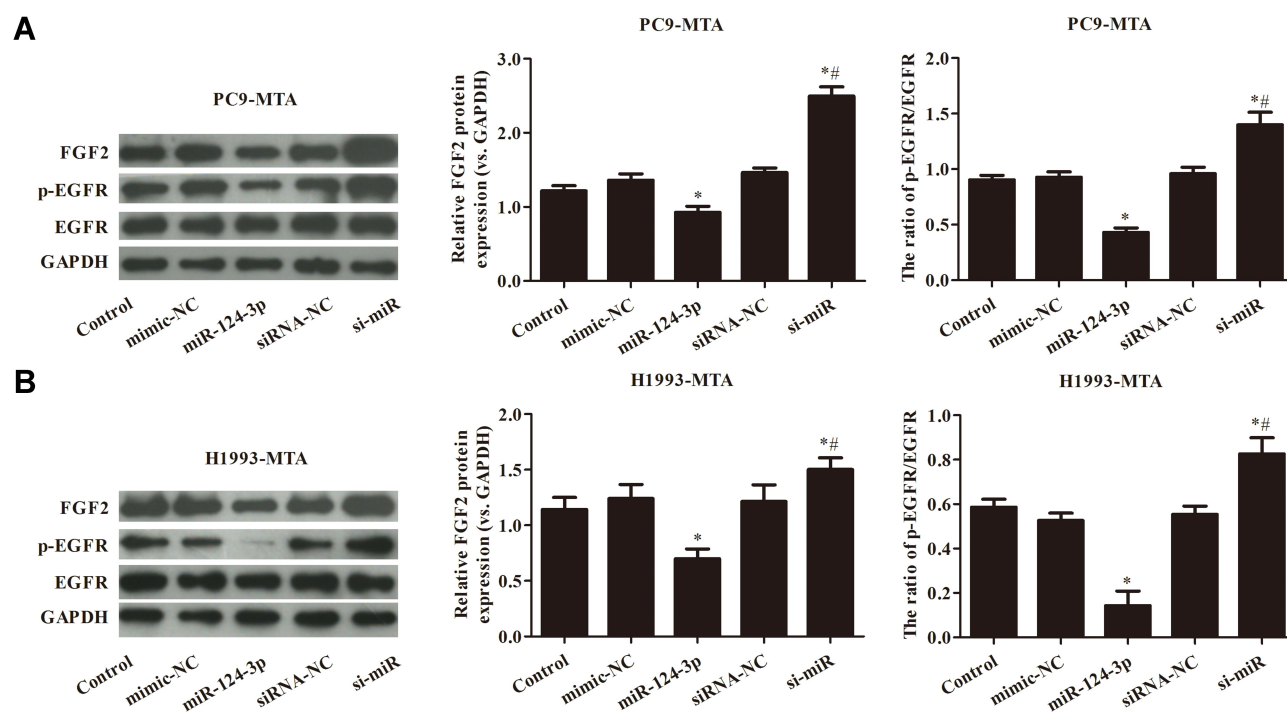 A
PC9-MTA
FGF2
p-EGFR
EGFR
GAPDH
Control
mimic-NC
miR-124-3p
siRNA-NC
si-miR
PC9-MTA
Relative FGF2 protein
expression (vs. GAPDH)
3.0
2.0
1.0
0.0
*
*#
Control
mimic-NC
miR-124-3p
siRNA-NC
si-miR
PC9-MTA
The ratio of p-EGFR/EGFR
2.0
1.5
1.0
0.5
0.0
*
*#
Control
mimic-NC
miR-124-3p
siRNA-NC
si-miR
B
H1993-MTA
FGF2
p-EGFR
EGFR
GAPDH
Control
mimic-NC
miR-124-3p
siRNA-NC
si-miR
H1993-MTA
Relative FGF2 protein
expression (vs. GAPDH)
2.0
1.5
1.0
0.5
0.0
*
*#
Control
mimic-NC
miR-124-3p
siRNA-NC
si-miR
H1993-MTA
The ratio of p-EGFR/EGFR
1.0
0.8
0.6
0.4
0.2
0.0
*
*#
Control
mimic-NC
miR-124-3p
siRNA-NC
si-miR